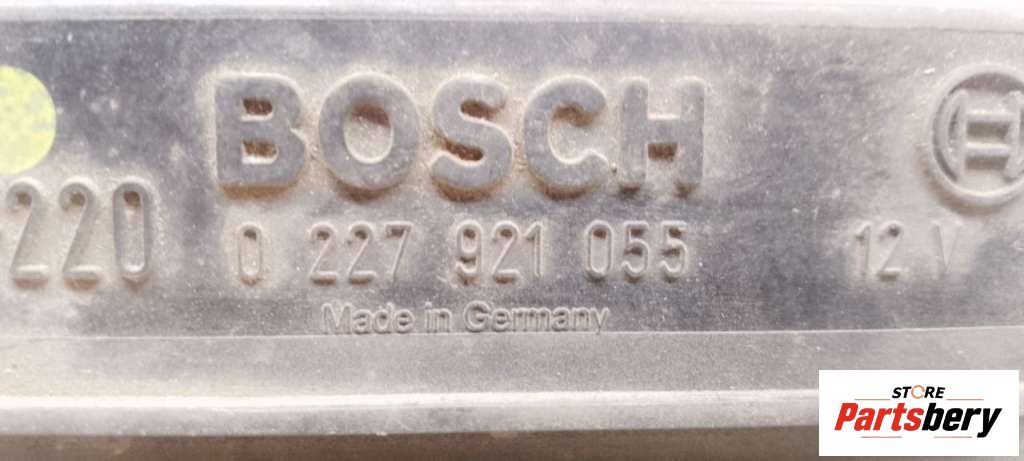 BOSCH
220
0 227 921 055
12 V
Made in Germany
STORE
Partsbery